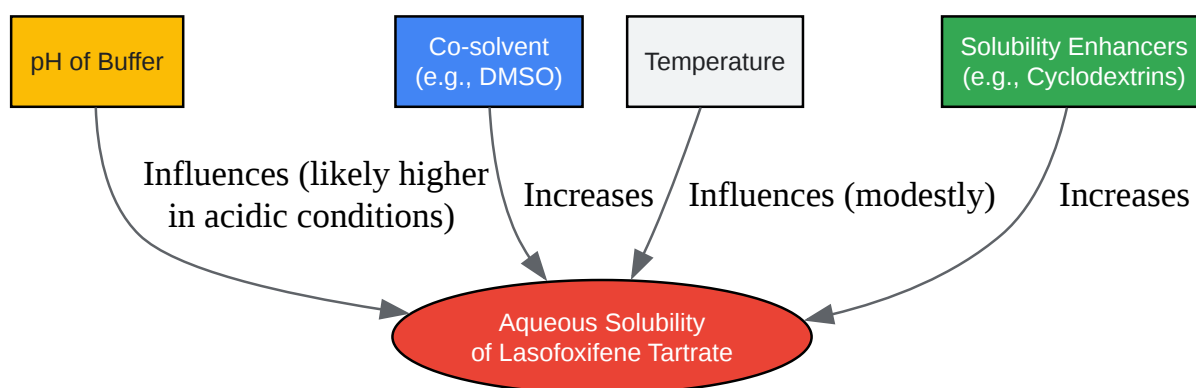 pH of Buffer
Co-solvent
(e.g., DMSO)
Temperature
Solubility Enhancers
(e.g., Cyclodextrins)
Influences (likely higher
in acidic conditions)
Increases
Influences (modestly)
Increases
Aqueous Solubility
of Lasofoxifene Tartrate